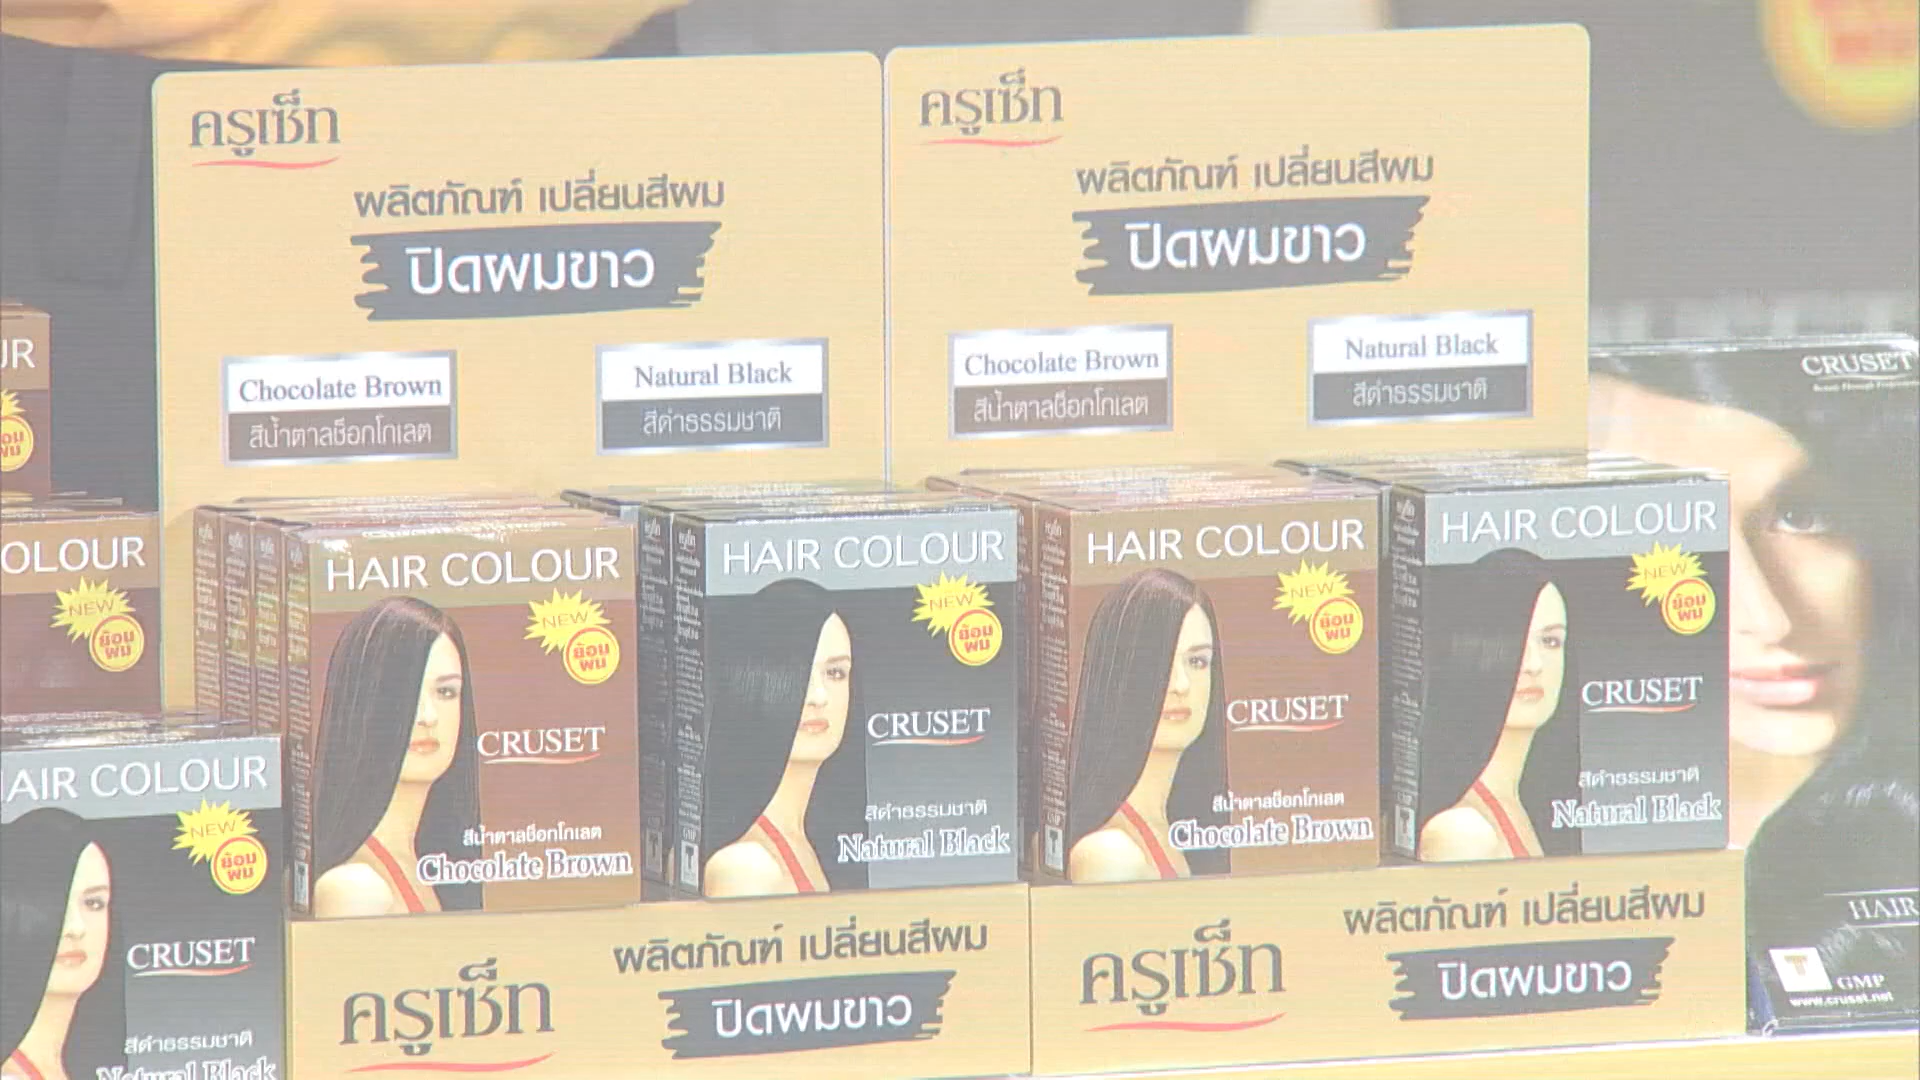 ครูเซ็ท
ผลิตภัณฑ์ เปลี่ยนสีผม
ปิดผมขาว
Chocolate Brown
สีน้ำตาลช็อกโกเลต
Natural Black
สีดำธรรมชาติ
ครูเซ็ท
ผลิตภัณฑ์ เปลี่ยนสีผม
ปิดผมขาว
Chocolate Brown
สีน้ำตาลช็อกโกเลต
Natural Black
สีดำธรรมชาติ
CRUSET
UR
OLOUR
NEW
ย้อม
ผม
HAIR COLOUR
NEW
ย้อม
ผม
CRUSET
สีน้ำตาลช็อกโกเลต
Chocolate Brown
HAIR COLOUR
NEW
ย้อม
ผม
CRUSET
สีดำธรรมชาติ
Natural Black
HAIR COLOUR
NEW
ย้อม
ผม
CRUSET
สีน้ำตาลช็อกโกเลต
Chocolate Brown
HAIR COLOUR
NEW
ย้อม
ผม
CRUSET
สีดำธรรมชาติ
Natural Black
AIR COLOUR
NEW
ย้อม
ผม
CRUSET
สีดำธรรมชาติ
Natural Black
HAIR
T
GMP
www.cruset.net
ครูเซ็ท
ผลิตภัณฑ์ เปลี่ยนสีผม
ปิดผมขาว
ครูเซ็ท
ผลิตภัณฑ์ เปลี่ยนสีผม
ปิดผมขาว